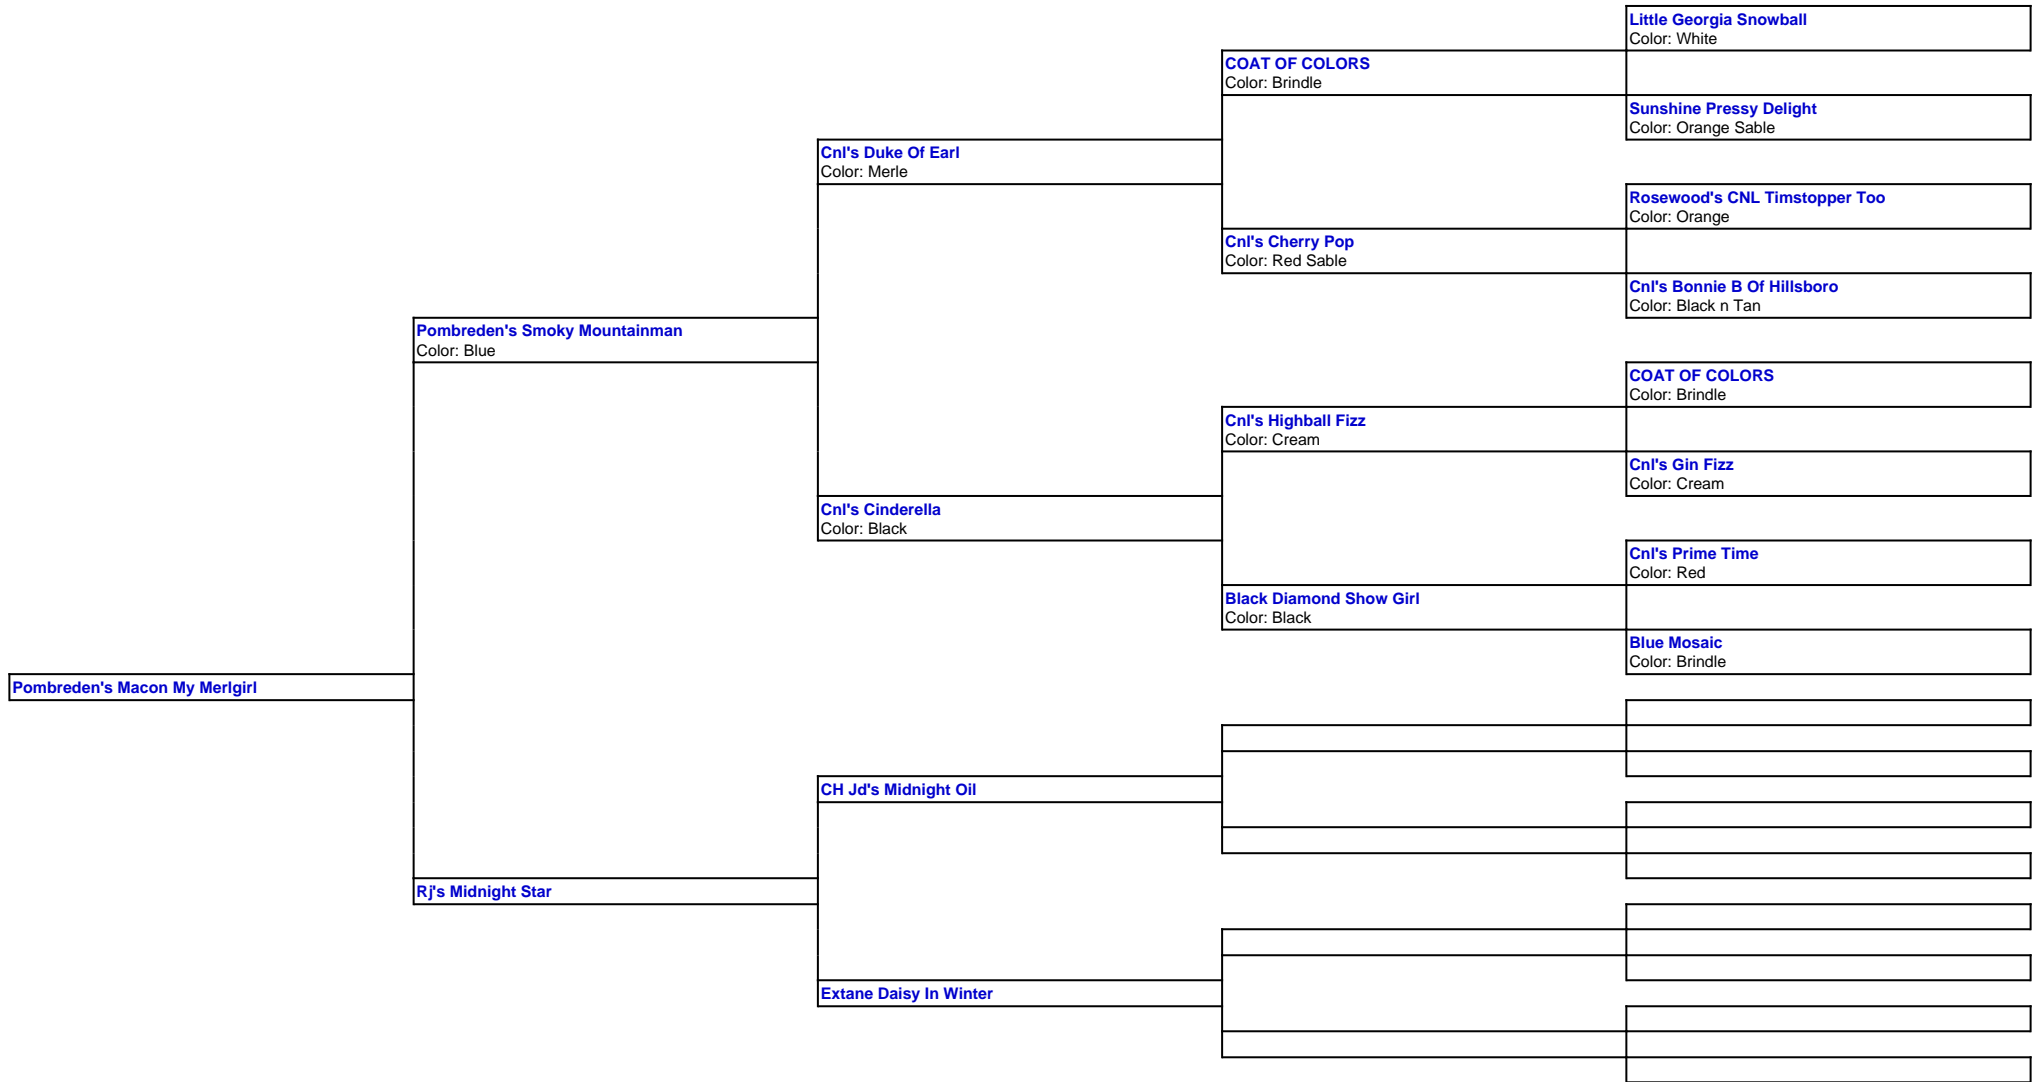 Little Georgia Snowball
Color: White
COAT OF COLORS
Color: Brindle
Sunshine Pressy Delight
Color: Orange Sable
Cnl's Duke Of Earl
Color: Merle
Rosewood's CNL Timstopper Too
Color: Orange
Cnl's Cherry Pop
Color: Red Sable
Cnl's Bonnie B Of Hillsboro
Color: Black n Tan
Pombreden's Smoky Mountainman
Color: Blue
COAT OF COLORS
Color: Brindle
Cnl's Highball Fizz
Color: Cream
Cnl's Gin Fizz
Color: Cream
Cnl's Cinderella
Color: Black
Cnl's Prime Time
Color: Red
Black Diamond Show Girl
Color: Black
Blue Mosaic
Color: Brindle
Pombreden's Macon My Merlgirl
CH Jd's Midnight Oil
Rj's Midnight Star
Extane Daisy In Winter